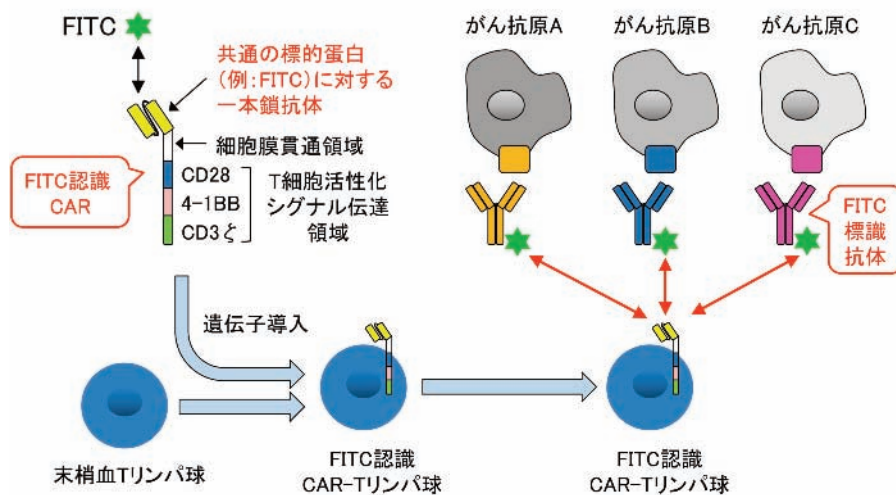 FITC
共通の標的蛋白
(例:FITC)に対する
一本鎖抗体
細胞膜貫通領域
FITC認識
CAR
CD28
4-1BB
CD3ζ
T細胞活性化
シグナル伝達
領域
がん抗原A
がん抗原B
がん抗原C
FITC
標識
抗体
遺伝子導入
末梢血Tリンパ球
FITC認識
CAR-Tリンパ球
FITC認識
CAR-Tリンパ球